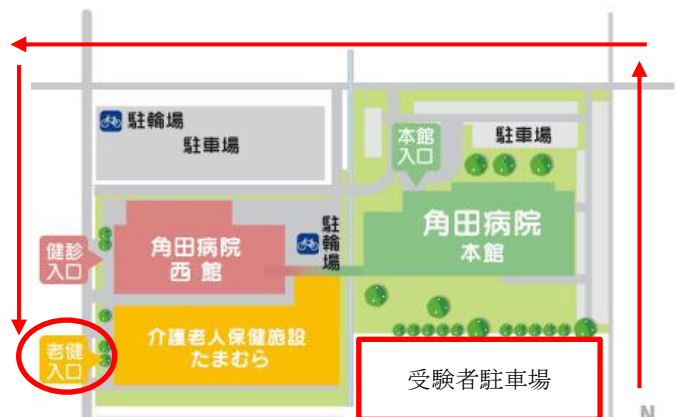 駐輪場
駐車場
本館
入口
駐車場
角田病院
本館
駐輪場
角田病院
西館
健診
入口
介護老人保健施設
たまむら
老健
入口
受験者駐車場
N